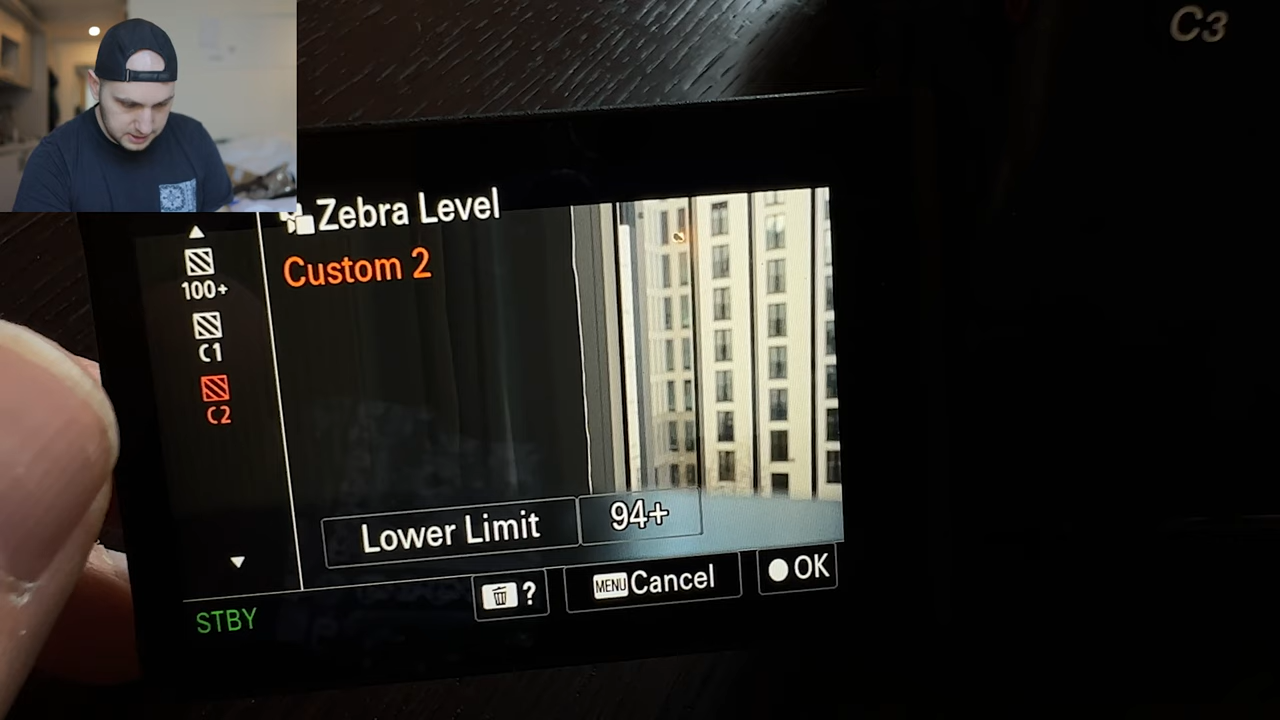 C3
Zebra Level
Custom 2
100+
C1
C2
Lower Limit 94+
? MENU Cancel OK
STBY